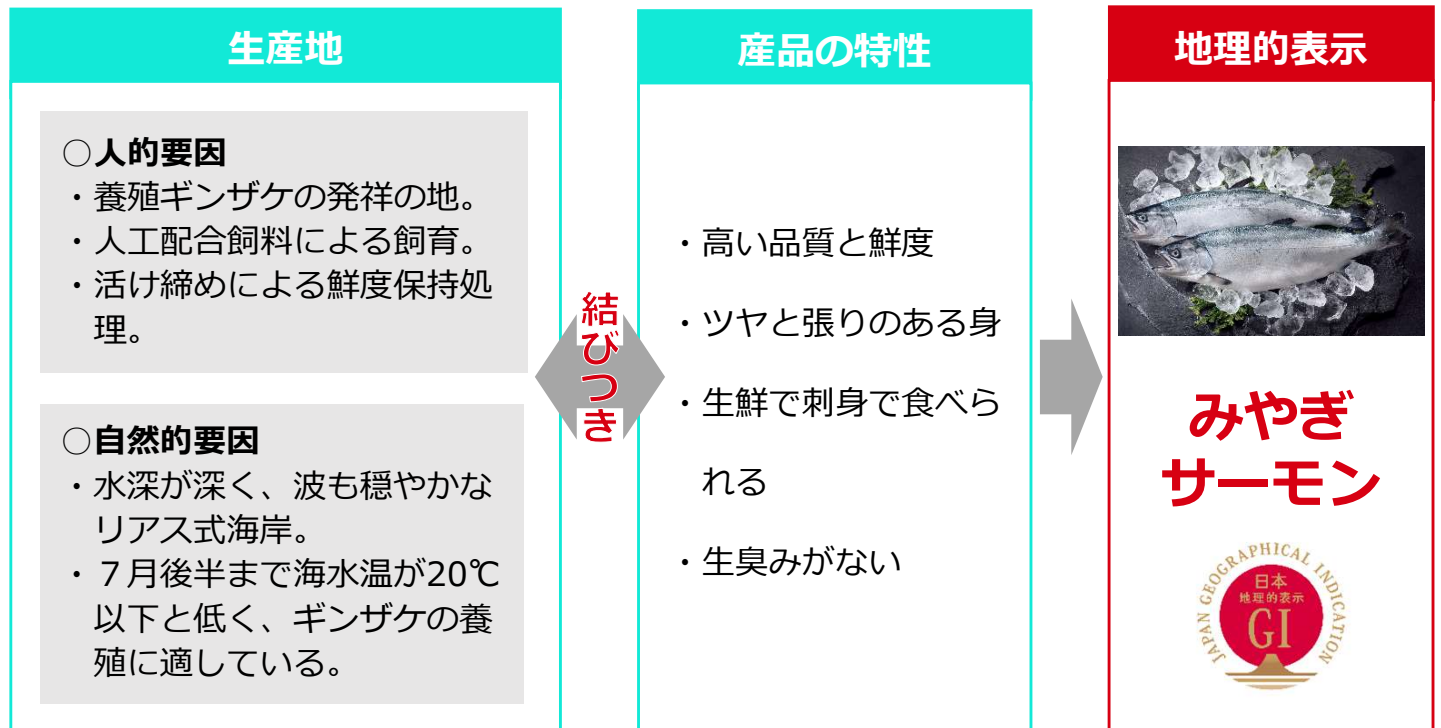 生産地
○人的要因
・養殖ギンザケの発祥の地。
・人工配合飼料による飼育。
・活け締めによる鮮度保持処
理。
○自然的要因
・水深が深く、波も穏やかな
リアス式海岸。
・７月後半まで海水温が20℃
以下と低く、ギンザケの養
殖に適している。
結びつき
産品の特性
・高い品質と鮮度
・ツヤと張りのある身
・生鮮で刺身で食べら
れる
・生臭みがない
地理的表示
みやぎ
サーモン
JAPAN GEOGRAPHICAL INDICATION
日本
地理的表示
GI